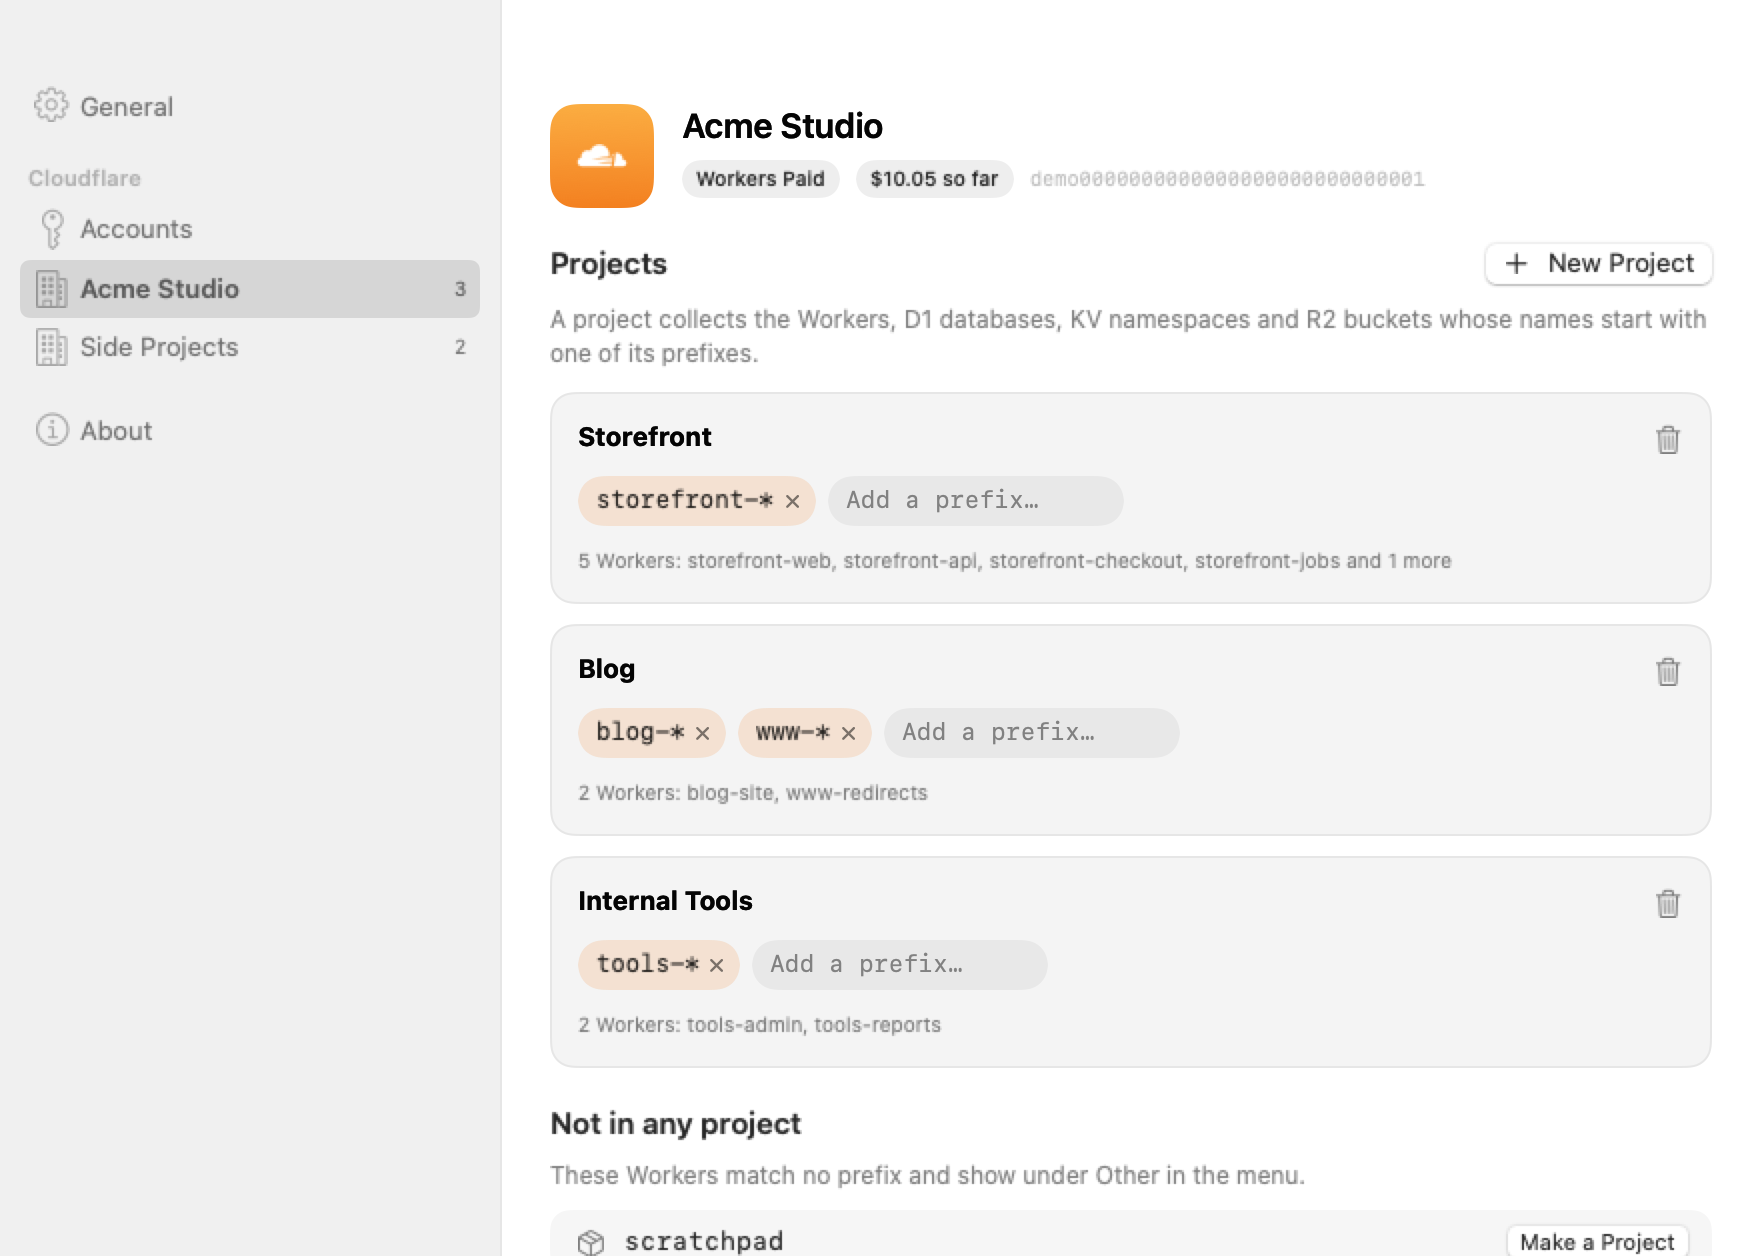 General
Cloudflare
Accounts
Acme Studio 3
Side Projects 2
About
Acme Studio
Workers Paid $10.05 so far demo0000000000000000000000000001
Projects
+ New Project
A project collects the Workers, D1 databases, KV namespaces and R2 buckets whose names start with
one of its prefixes.
Storefront
storefront-* × Add a prefix…
5 Workers: storefront-web, storefront-api, storefront-checkout, storefront-jobs and 1 more
Blog
blog-* × www-* × Add a prefix…
2 Workers: blog-site, www-redirects
Internal Tools
tools-* × Add a prefix…
2 Workers: tools-admin, tools-reports
Not in any project
These Workers match no prefix and show under Other in the menu.
scratchpad Make a Project